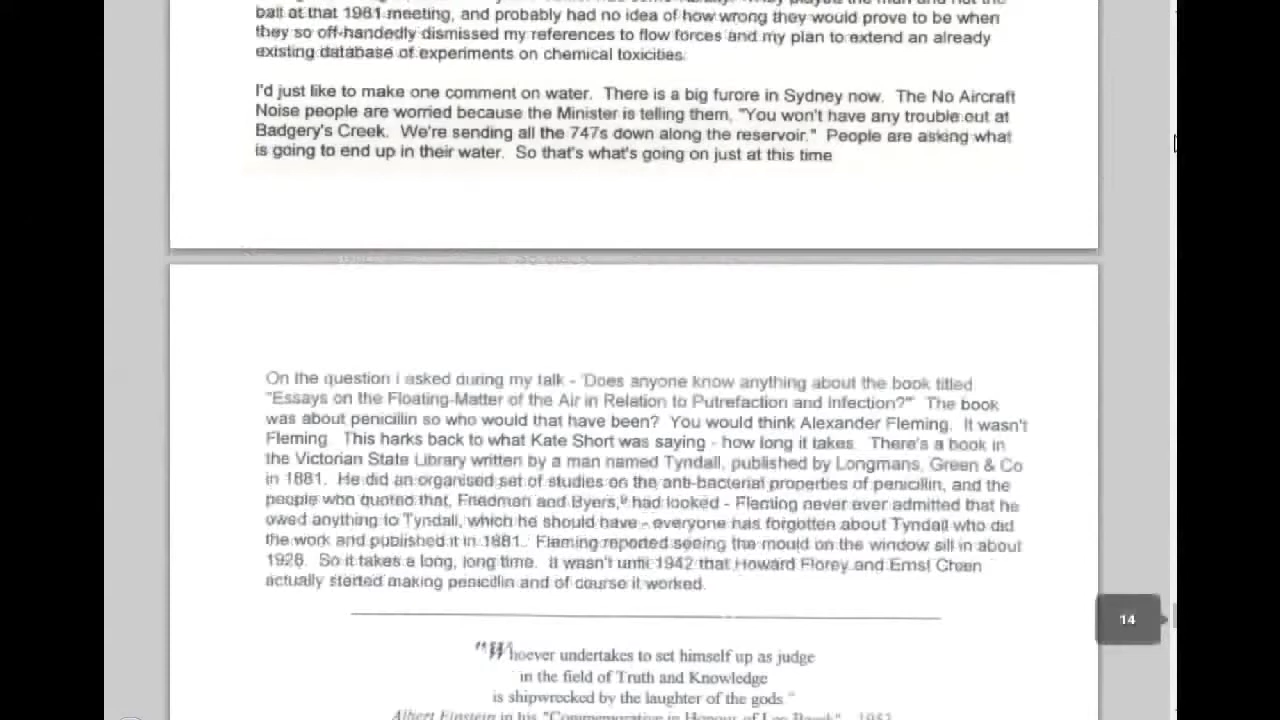 ball at that 1981 meeting, and probably had no idea of how wrong they would prove to be when
they so off-handedly dismissed my references to flow forces and my plan to extend an already
existing database of experiments on chemical toxicities.
I'd just like to make one comment on water. There is a big furore in Sydney now. The No Aircraft
Noise people are worried because the Minister is telling them, "You won't have any trouble out at
Badgery's Creek. We're sending all the 747s down along the reservoir." People are asking what
is going to end up in their water. So that's what's going on just at this time
On the question I asked during my talk - 'Does anyone know anything about the book titled
"Essays on the Floating-Matter of the Air in Relation to Putrefaction and Infection?"' The book
was about penicillin so who would that have been? You would think Alexander Fleming. It wasn't
Fleming. This harks back to what Kate Short was saying - how long it takes. There's a book in
the Victorian State Library written by a man named Tyndall, published by Longmans, Green & Co
in 1881. He did an organised set of studies on the anti-bacterial properties of penicillin, and the
people who quoted that, Friedman and Byers, had looked - Fleming never ever admitted that he
owed anything to Tyndall, which he should have - everyone has forgotten about Tyndall who did
the work and published it in 1881. Fleming reported seeing the mould on the window sill in about
1928. So it takes a long, long time. It wasn't until 1942 that Howard Florey and Ernst Chain
actually started making penicillin and of course it worked.
14
"Whoever undertakes to set himself up as judge
in the field of Truth and Knowledge
is shipwrecked by the laughter of the gods."
Albert Einstein in his "Commemorative in Honour of Leo Baeck" 1953